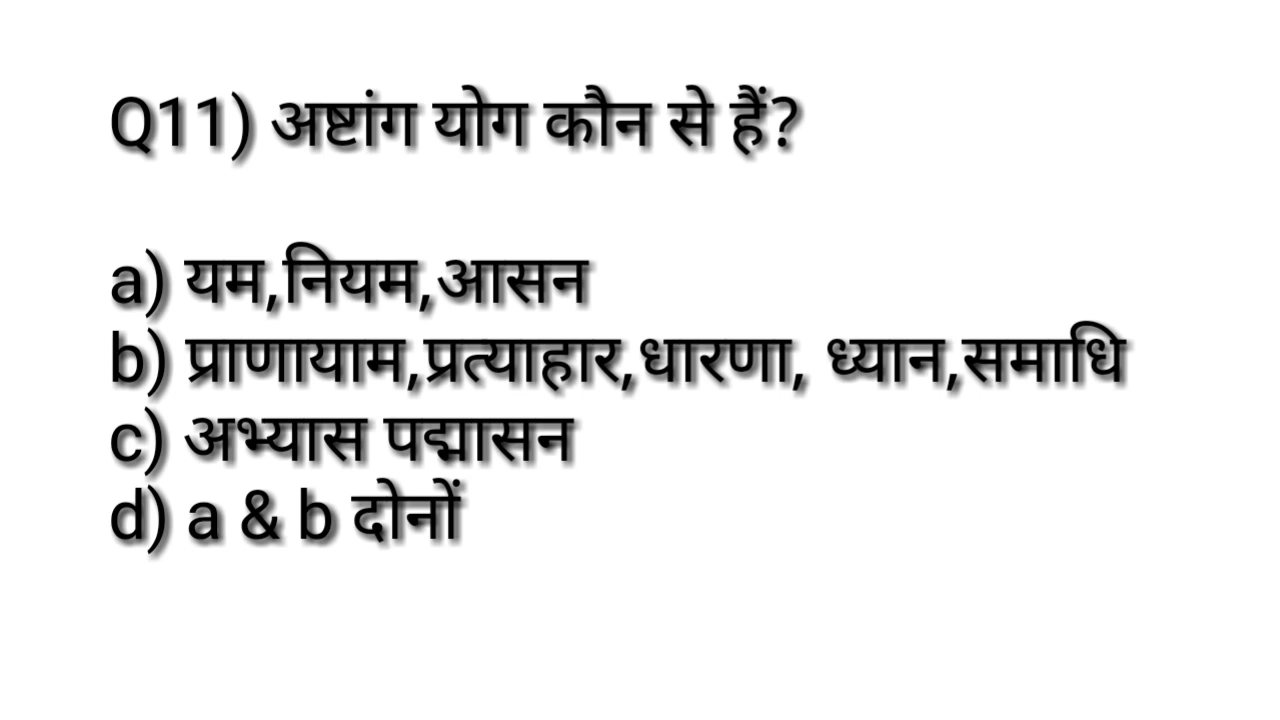 Q11) अष्टांग योग कौन से हैं?
a) यम,नियम,आसन
b) प्राणायाम,प्रत्याहार,धारणा, ध्यान,समाधि
c) अभ्यास पद्मासन
d) a & b दोनों